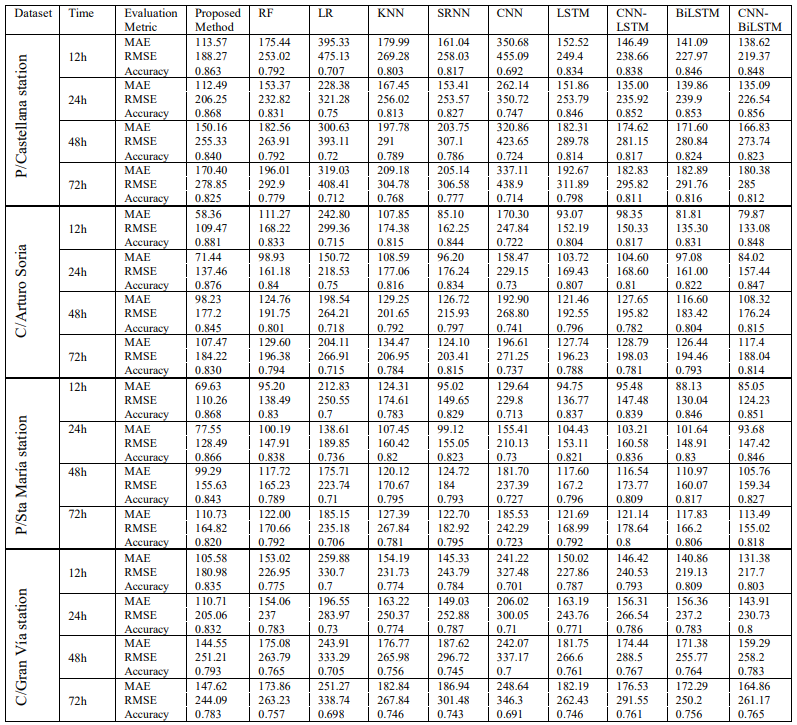 Dataset Time Evaluation Metric Proposed Method RF LR KNN SRNN CNN LSTM CNN-LSTM BiLSTM CNN-BiLSTM
P/Castellana station
12h
MAE 113.57 175.44 395.33 179.99 161.04 350.68 152.52 146.49 141.09 138.62
RMSE 188.27 253.02 475.13 269.28 258.03 455.09 249.4 238.66 227.97 219.37
Accuracy 0.863 0.792 0.707 0.803 0.817 0.692 0.834 0.838 0.846 0.848
24h
MAE 112.49 153.37 228.38 167.45 153.41 262.14 151.86 135.00 139.86 135.09
RMSE 206.25 232.82 321.28 256.02 253.57 350.72 253.79 235.92 239.9 226.54
Accuracy 0.868 0.831 0.75 0.813 0.827 0.747 0.846 0.852 0.853 0.856
48h
MAE 150.16 182.56 300.63 197.78 203.75 320.86 182.31 174.62 171.60 166.83
RMSE 255.33 263.91 393.11 291 307.1 423.65 289.78 281.15 280.84 273.74
Accuracy 0.840 0.792 0.72 0.789 0.786 0.724 0.814 0.817 0.824 0.823
72h
MAE 170.40 196.01 319.03 209.18 205.14 337.11 192.67 182.83 182.89 180.38
RMSE 278.85 292.9 408.41 304.78 306.58 438.9 311.89 295.82 291.76 285
Accuracy 0.825 0.779 0.712 0.768 0.777 0.714 0.798 0.811 0.816 0.812
C/Arturo Soria
12h
MAE 58.36 111.27 242.80 107.85 85.10 170.30 93.07 98.35 81.81 79.87
RMSE 109.47 168.22 299.36 174.38 162.25 247.84 152.19 150.33 135.30 133.08
Accuracy 0.881 0.833 0.715 0.815 0.844 0.722 0.804 0.817 0.831 0.848
24h
MAE 71.44 98.93 150.72 108.59 96.20 158.47 103.72 104.60 97.08 84.02
RMSE 137.46 161.18 218.53 177.06 176.24 229.15 169.43 168.60 161.00 157.44
Accuracy 0.876 0.84 0.75 0.816 0.834 0.73 0.807 0.81 0.822 0.847
48h
MAE 98.23 124.76 198.54 129.25 126.72 192.90 121.46 127.65 116.60 108.32
RMSE 177.2 191.75 264.21 201.65 215.93 268.80 192.55 195.82 183.42 176.24
Accuracy 0.845 0.801 0.718 0.792 0.797 0.741 0.796 0.782 0.804 0.815
72h
MAE 107.47 129.60 204.11 134.47 124.10 196.61 127.74 128.79 126.44 117.4
RMSE 184.22 196.38 266.91 206.95 203.41 271.25 196.23 198.03 194.46 188.04
Accuracy 0.830 0.794 0.715 0.784 0.815 0.737 0.788 0.781 0.793 0.814
P/Sta María station
12h
MAE 69.63 95.20 212.83 124.31 95.02 129.64 94.75 95.48 88.13 85.05
RMSE 110.26 138.49 250.55 174.61 149.65 229.8 136.77 147.48 130.04 124.23
Accuracy 0.868 0.83 0.7 0.783 0.829 0.713 0.837 0.839 0.846 0.851
24h
MAE 77.55 100.19 138.61 107.45 99.12 155.41 104.43 103.21 101.64 93.68
RMSE 128.49 147.91 189.85 160.42 155.05 210.13 153.11 160.58 148.91 147.42
Accuracy 0.866 0.838 0.736 0.82 0.823 0.73 0.821 0.836 0.83 0.846
48h
MAE 99.29 117.72 175.71 120.12 124.72 181.70 117.60 116.54 110.97 105.76
RMSE 155.63 165.23 223.74 170.67 184 237.39 167.2 173.77 160.07 159.34
Accuracy 0.843 0.789 0.71 0.795 0.793 0.727 0.796 0.809 0.817 0.827
72h
MAE 110.73 122.00 185.15 127.39 122.70 185.53 121.69 121.14 117.83 113.49
RMSE 164.82 170.66 235.18 267.84 182.92 242.29 168.99 178.64 166.2 155.02
Accuracy 0.820 0.792 0.706 0.781 0.795 0.723 0.792 0.8 0.806 0.818
C/Gran Vía station
12h
MAE 105.58 153.02 259.88 154.19 145.33 241.22 150.02 146.42 140.86 131.38
RMSE 180.98 226.95 330.7 231.73 243.79 327.48 227.86 240.53 219.13 217.7
Accuracy 0.835 0.775 0.7 0.774 0.784 0.701 0.787 0.793 0.809 0.803
24h
MAE 110.71 154.06 196.55 163.22 149.03 206.02 163.19 156.31 156.36 143.91
RMSE 205.06 237 283.97 250.37 252.88 300.05 243.76 266.54 237.2 230.73
Accuracy 0.832 0.783 0.73 0.774 0.787 0.71 0.771 0.786 0.783 0.8
48h
MAE 144.55 175.08 243.91 176.77 187.62 242.07 181.75 174.44 171.38 159.29
RMSE 251.21 263.79 333.29 265.98 296.72 337.17 266.6 288.5 255.77 258.2
Accuracy 0.793 0.765 0.705 0.756 0.745 0.7 0.761 0.767 0.764 0.783
72h
MAE 147.62 173.86 251.27 182.84 186.94 248.64 182.19 176.53 172.29 164.86
RMSE 244.09 263.23 338.74 267.84 301.48 346.3 262.43 291.55 250.2 261.17
Accuracy 0.783 0.757 0.698 0.746 0.743 0.691 0.746 0.761 0.756 0.765